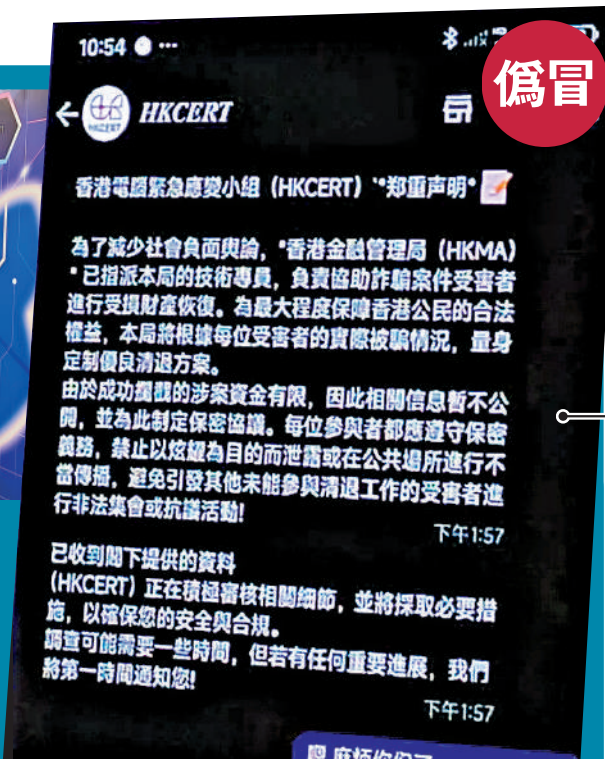 10:54
偽冒
HKCERT
香港電腦緊急應變小組（HKCERT）"*郑重声明*
為了減少社會負面輿論，*香港金融管理局（HKMA）
*已指派本局的技術專員，負責協助詐騙案件受害者
進行受損財產恢復。為最大程度保障香港公民的合法
權益，本局將根據每位受害者的實際被騙情況，量身
定制優良清退方案。
由於成功攔截的涉案資金有限，因此相關信息暫不公
開，並為此制定保密協議。每位參與者都應遵守保密
義務，禁止以炫耀為目的而泄露或在公共場所進行不
當傳播，避免引發其他未能參與清退工作的受害者進
行非法集會或抗議活動!
下午1:57
已收到閣下提供的資料
（HKCERT）正在積極審核相關細節，並將採取必要措
施，以確保您的安全與合規。
調查可能需要一些時間，但若有任何重要進展，我們
將第一時間通知您!
下午1:57